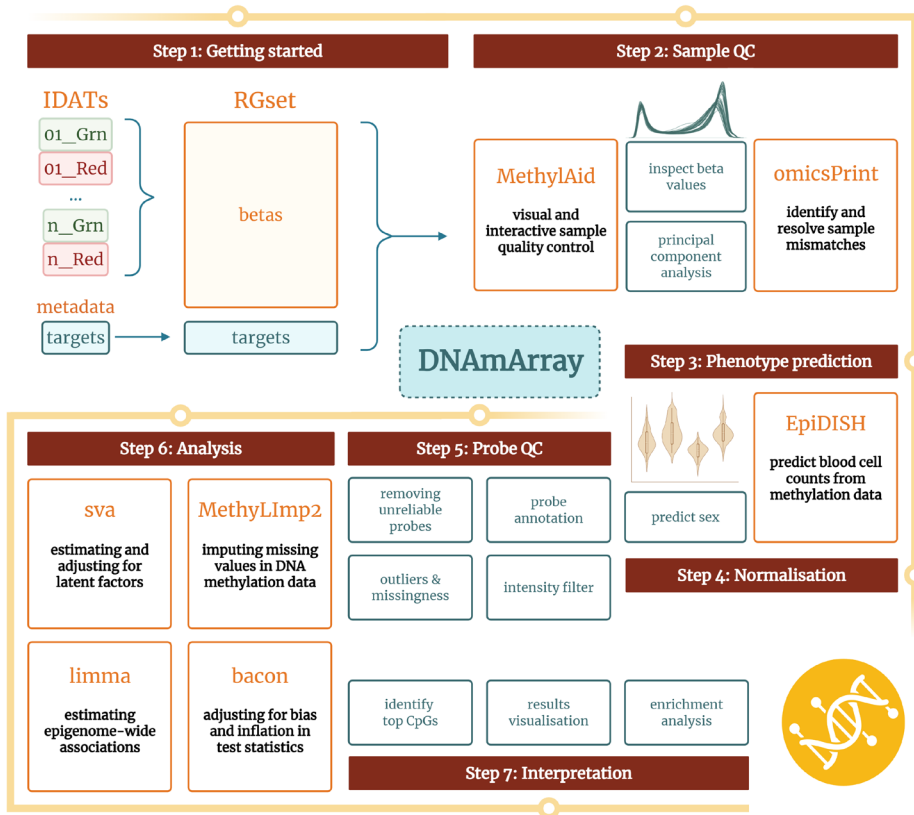 Step 1: Getting started
IDATs
01_Grn
01_Red
...
n_Grn
n_Red
metadata
targets
RGset
betas
targets
Step 2: Sample QC
MethylAid
visual and
interactive sample
quality control
inspect beta
values
principal
component
analysis
omicsPrint
identify and
resolve sample
mismatches
DNAmArray
Step 3: Phenotype prediction
predict sex
EpiDISH
predict blood cell
counts from
methylation data
Step 4: Normalisation
Step 5: Probe QC
removing
unreliable
probes
probe
annotation
outliers &
missingness
intensity filter
Step 6: Analysis
sva
estimating and
adjusting for
latent factors
MethyLImp2
imputing missing
values in DNA
methylation data
limma
estimating
epigenome-wide
associations
bacon
adjusting for bias
and inflation in
test statistics
identify
top CpGs
results
visualisation
enrichment
analysis
Step 7: Interpretation